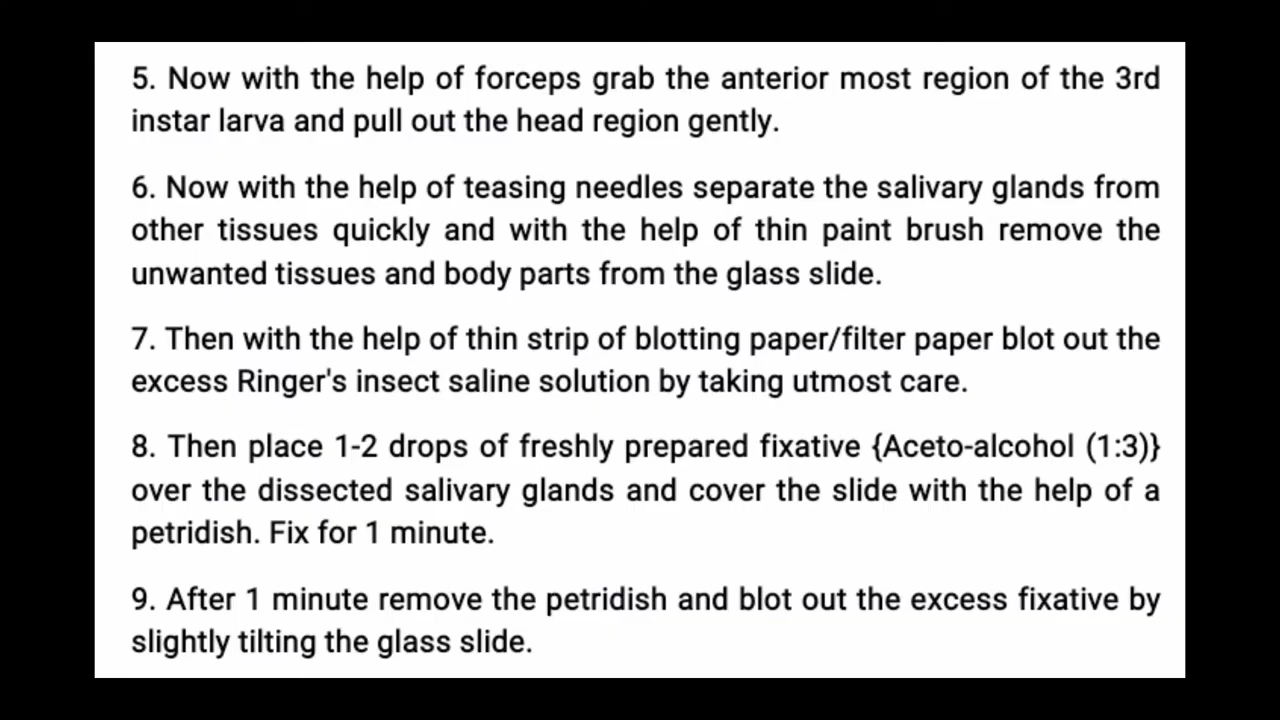 5. Now with the help of forceps grab the anterior most region of the 3rd
instar larva and pull out the head region gently.
6. Now with the help of teasing needles separate the salivary glands from
other tissues quickly and with the help of thin paint brush remove the
unwanted tissues and body parts from the glass slide.
7. Then with the help of thin strip of blotting paper/filter paper blot out the
excess Ringer's insect saline solution by taking utmost care.
8. Then place 1-2 drops of freshly prepared fixative {Aceto-alcohol (1:3)}
over the dissected salivary glands and cover the slide with the help of a
petridish. Fix for 1 minute.
9. After 1 minute remove the petridish and blot out the excess fixative by
slightly tilting the glass slide.